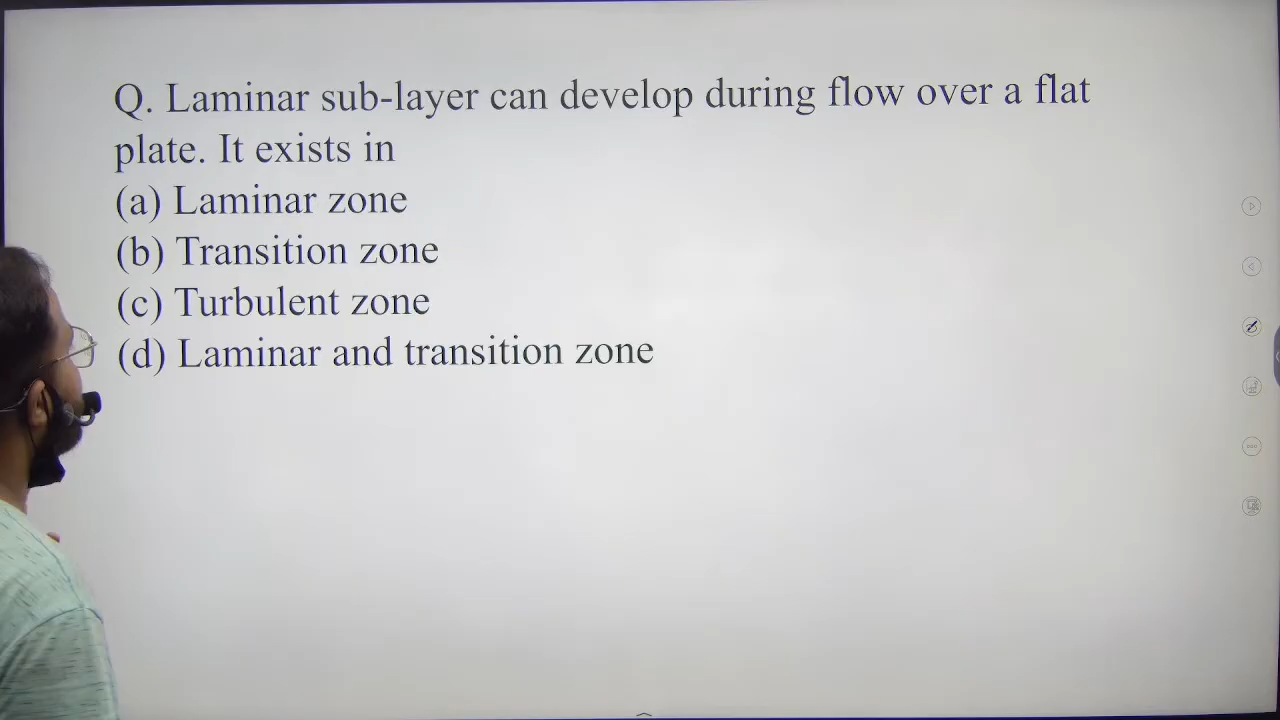 Q. Laminar sub-layer can develop during flow over a flat
plate. It exists in
(a) Laminar zone
(b) Transition zone
(c) Turbulent zone
(d) Laminar and transition zone